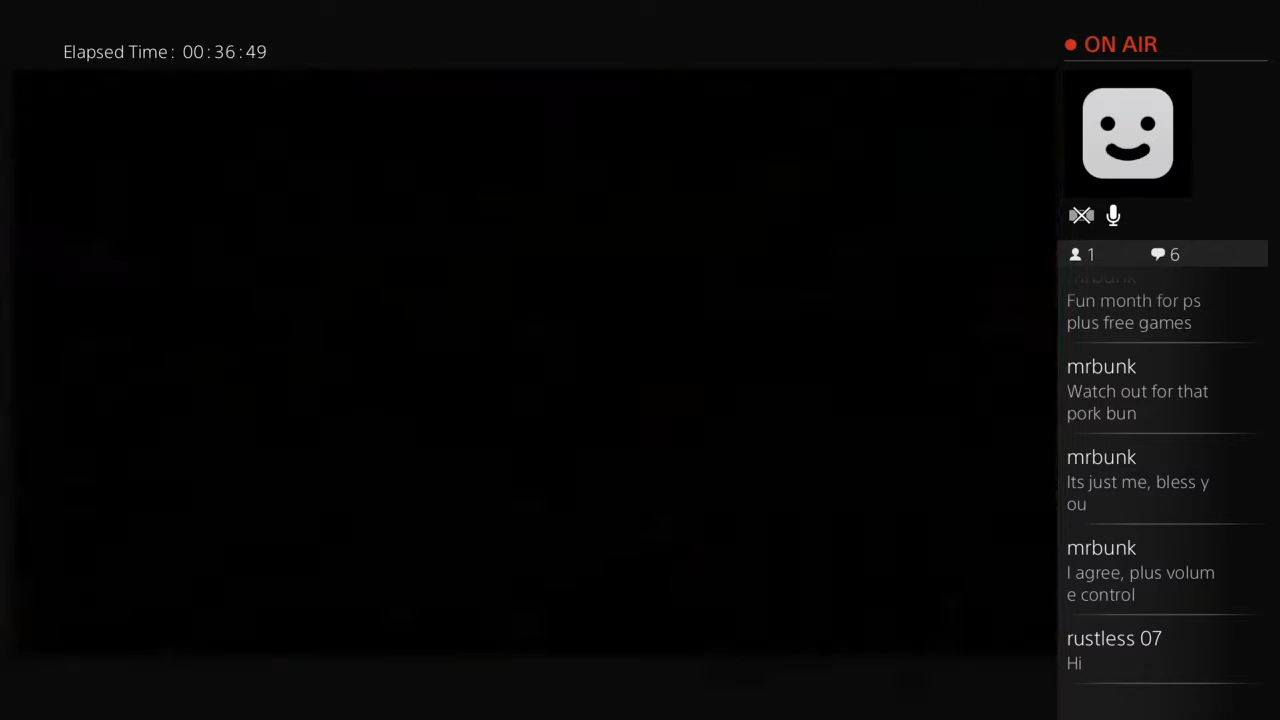 Elapsed Time: 00:36:49
ON AIR
1 6
mrbunk
Fun month for ps
plus free games
mrbunk
Watch out for that
pork bun
mrbunk
Its just me, bless y
ou
mrbunk
I agree, plus volum
e control
rustless 07
Hi